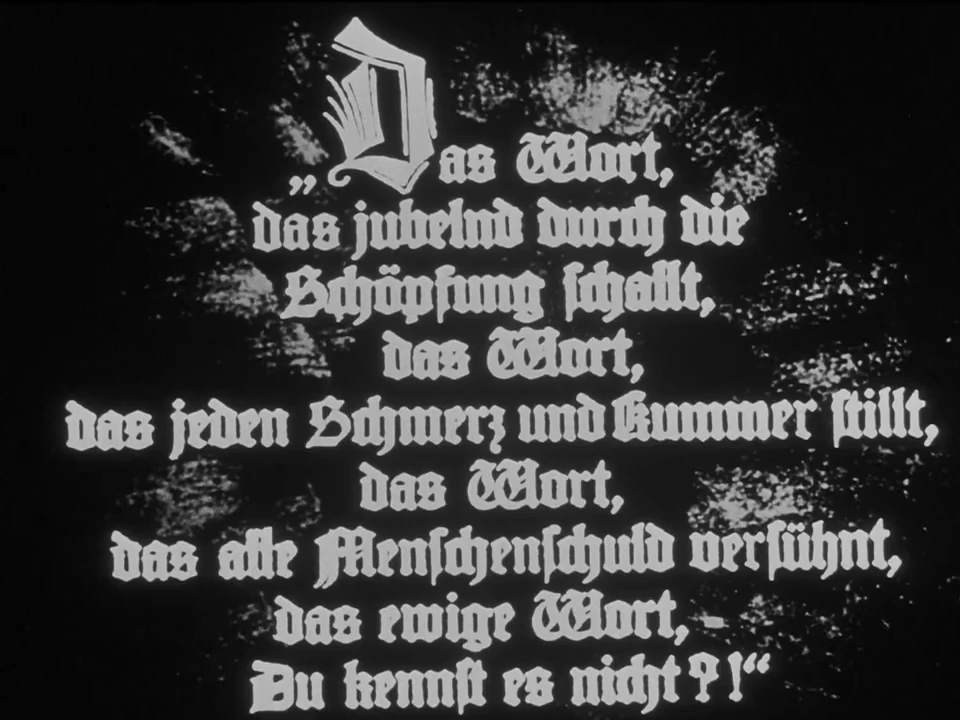 „Das Wort,
das jubelnd durch die
Schöpfung schallt,
das Wort,
das jeden Schmerz und Kummer stillt,
das Wort,
das alle Menschenschuld versühnt,
das ewige Wort, –
Du kennst es nicht?!“